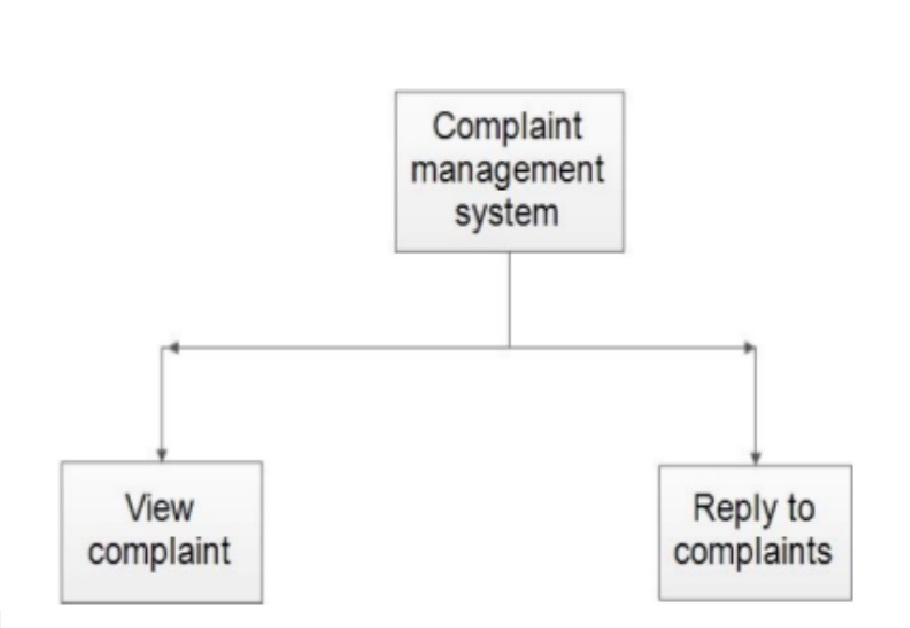 Complaint
management
system
View
complaint
Reply to
complaints